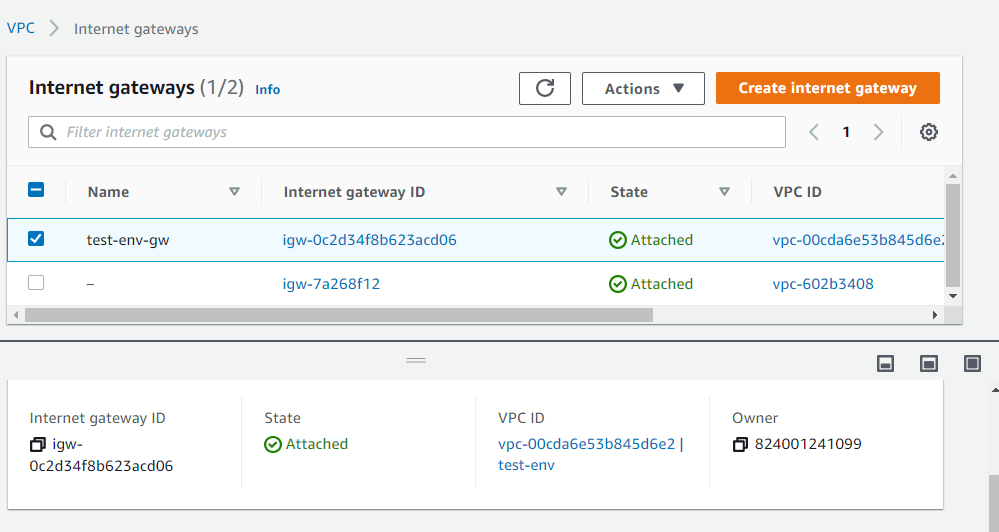 VPC > Internet gateways
Internet gateways (1/2) Info
Actions
Create internet gateway
Filter internet gateways
1
Name Internet gateway ID State VPC ID
test-env-gw igw-0c2d34f8b623acd06 Attached vpc-00cda6e53b845d6e2
– igw-7a268f12 Attached vpc-602b3408
Internet gateway ID State VPC ID Owner
igw- Attached vpc-00cda6e53b845d6e2 | 824001241099
0c2d34f8b623acd06 test-env